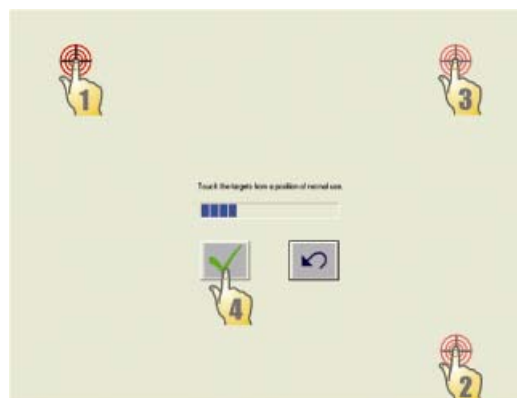 1
3
Touch the targets from a position of normal use.
4
2